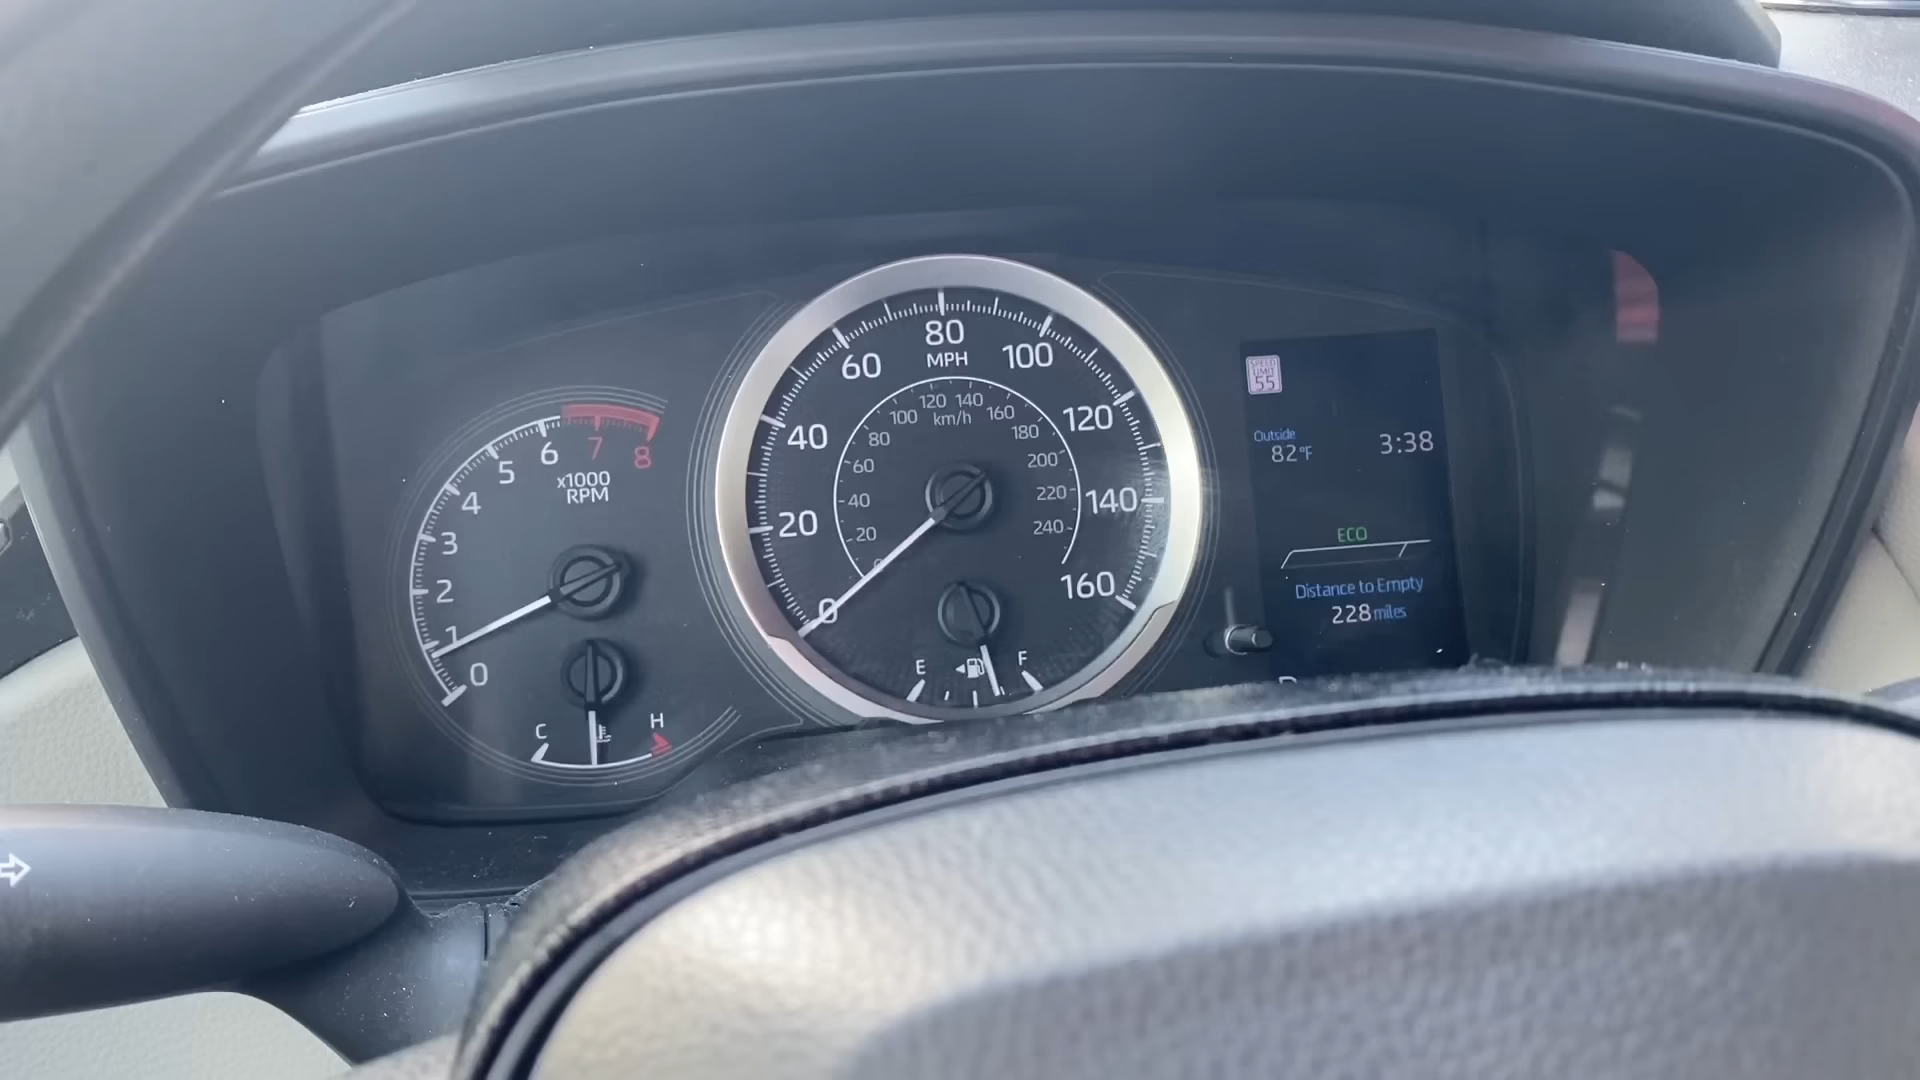 0
1
2
3
4
5
6
7
8
x1000
RPM
C
H
0
20
40
60
80
100
120
140
160
MPH
20
40
60
80
100
120
140
160
180
200
220
240
km/h
E
F
SPEED
LIMIT
55
Outside
82°F
3:38
ECO
Distance to Empty
228 miles